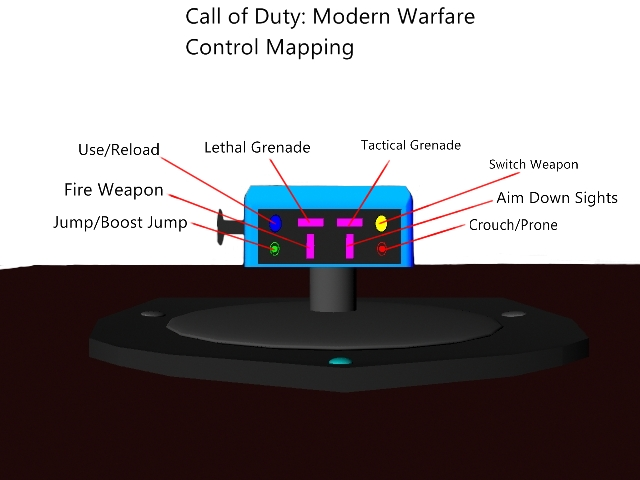 Call of Duty: Modern Warfare
Control Mapping
Use/Reload
Lethal Grenade
Tactical Grenade
Switch Weapon
Fire Weapon
Aim Down Sights
Jump/Boost Jump
Crouch/Prone